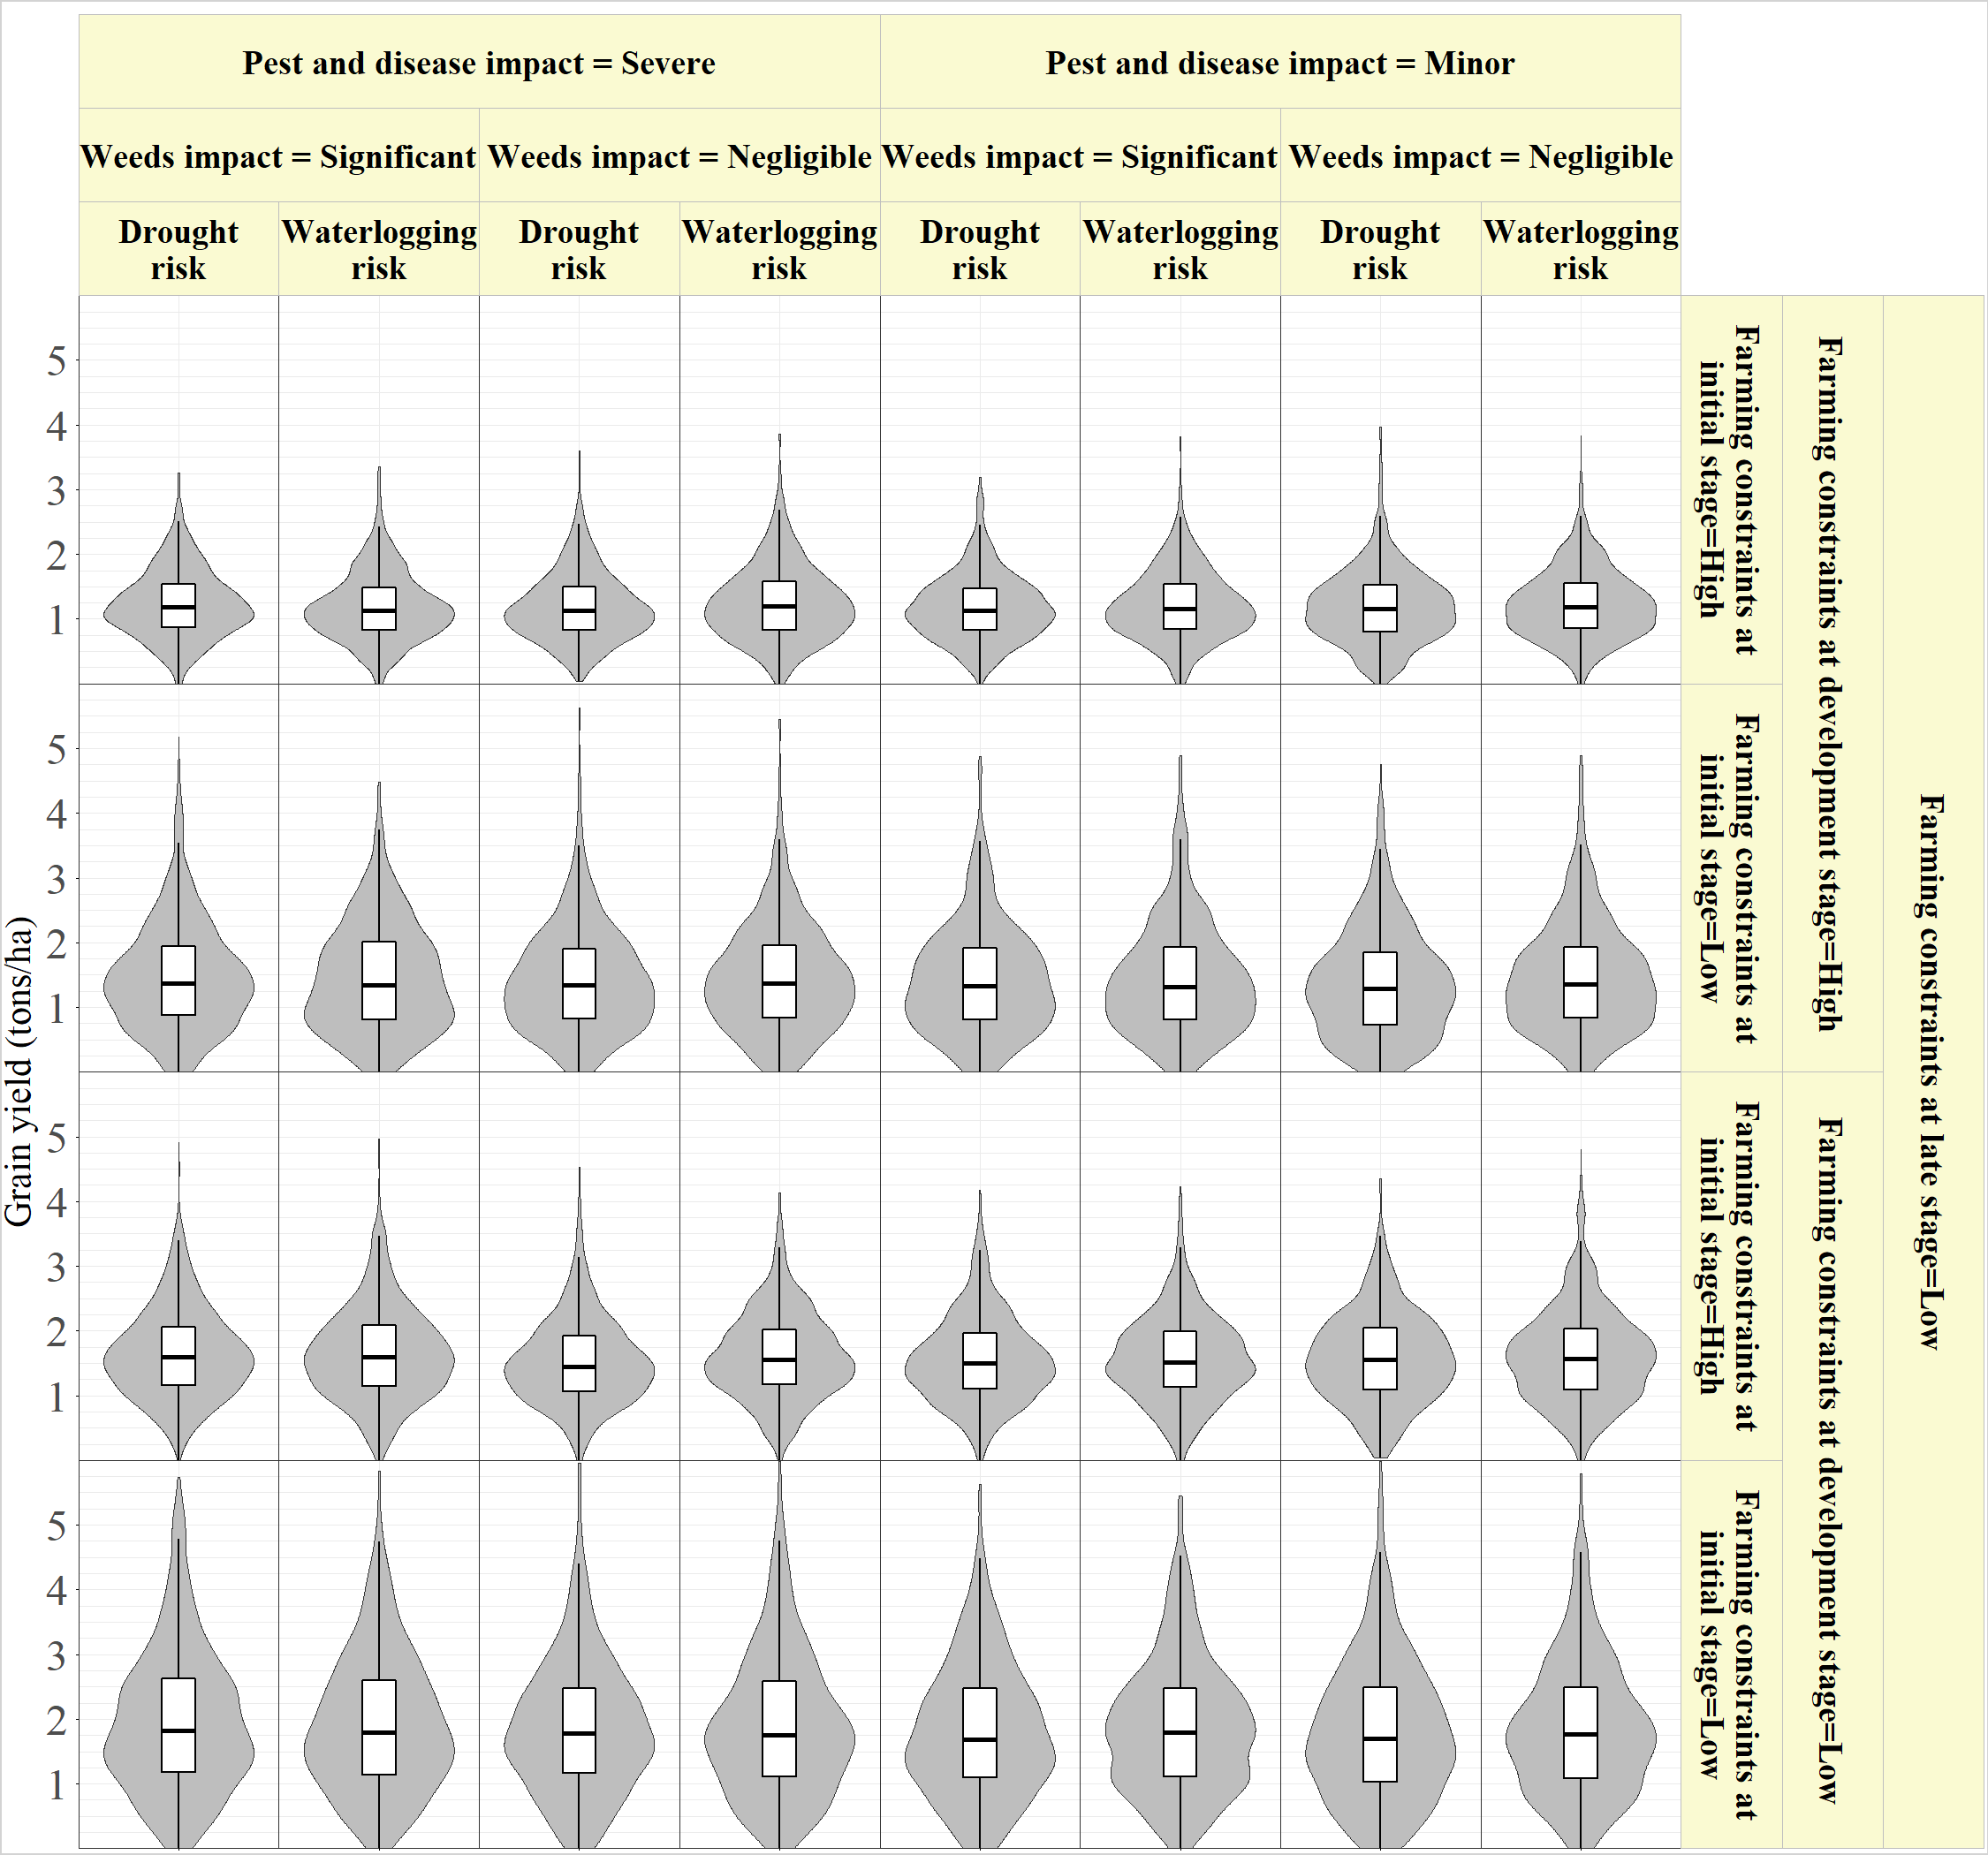 Pest and disease impact = Severe
Pest and disease impact = Minor
Weeds impact = Significant
Weeds impact = Negligible
Weeds impact = Significant
Weeds impact = Negligible
Drought
risk
Waterlogging
risk
Drought
risk
Waterlogging
risk
Drought
risk
Waterlogging
risk
Drought
risk
Waterlogging
risk
Grain yield (tons/ha)
5
4
3
2
1
5
4
3
2
1
5
4
3
2
1
5
4
3
2
1
Farming constraints at
initial stage=High
Farming constraints at
initial stage=Low
Farming constraints at
initial stage=High
Farming constraints at
initial stage=Low
Farming constraints at development stage=High
Farming constraints at development stage=Low
Farming constraints at late stage=Low